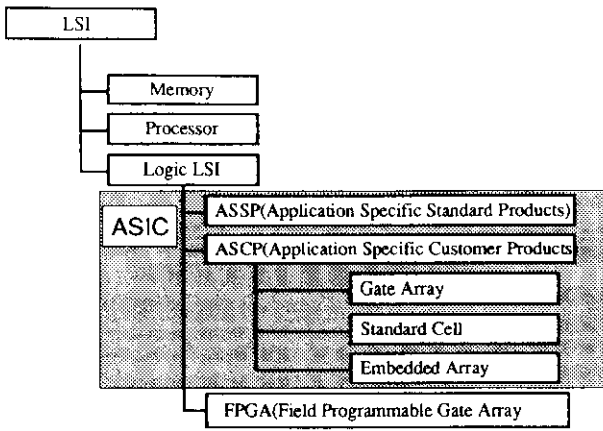 LSI
Memory
Processor
Logic LSI
ASIC
ASSP(Application Specific Standard Products)
ASCP(Application Specific Customer Products
Gate Array
Standard Cell
Embedded Array
FPGA(Field Programmable Gate Array